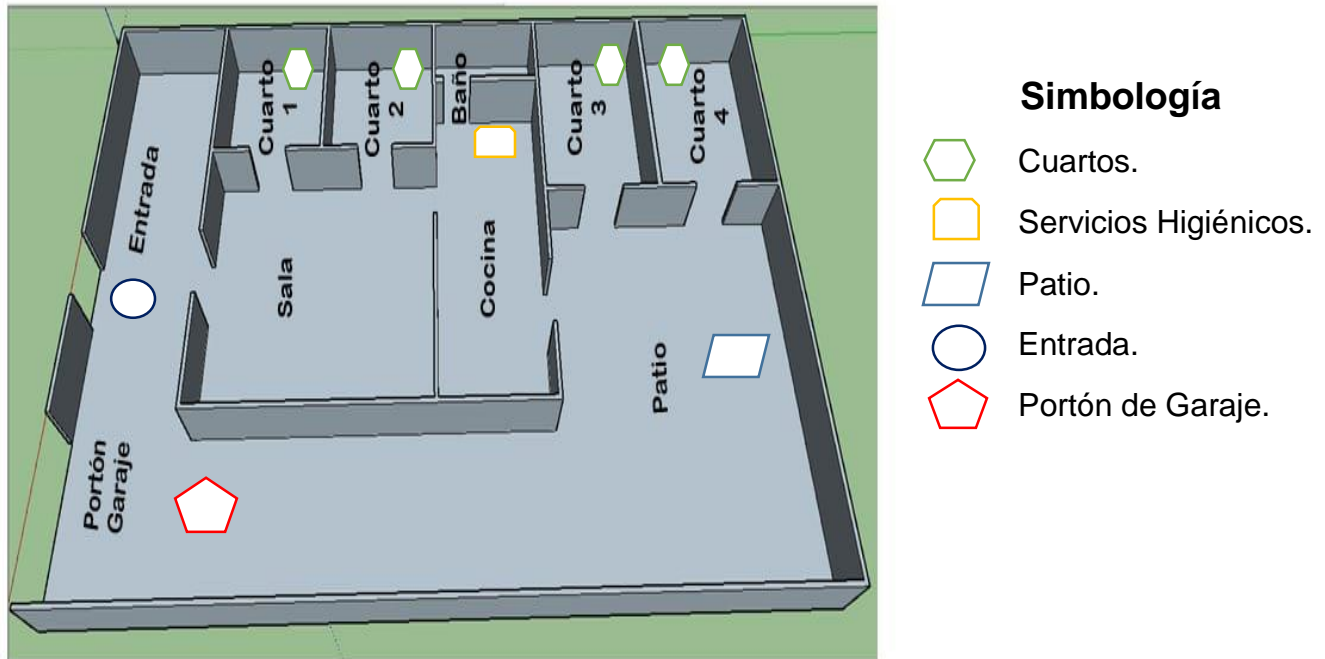 Cuarto
1
Cuarto
2
Baño
Cuarto
3
Cuarto
4
Entrada
Sala
Cocina
Patio
Portón
Garaje
Simbología
Cuartos.
Servicios Higiénicos.
Patio.
Entrada.
Portón de Garaje.